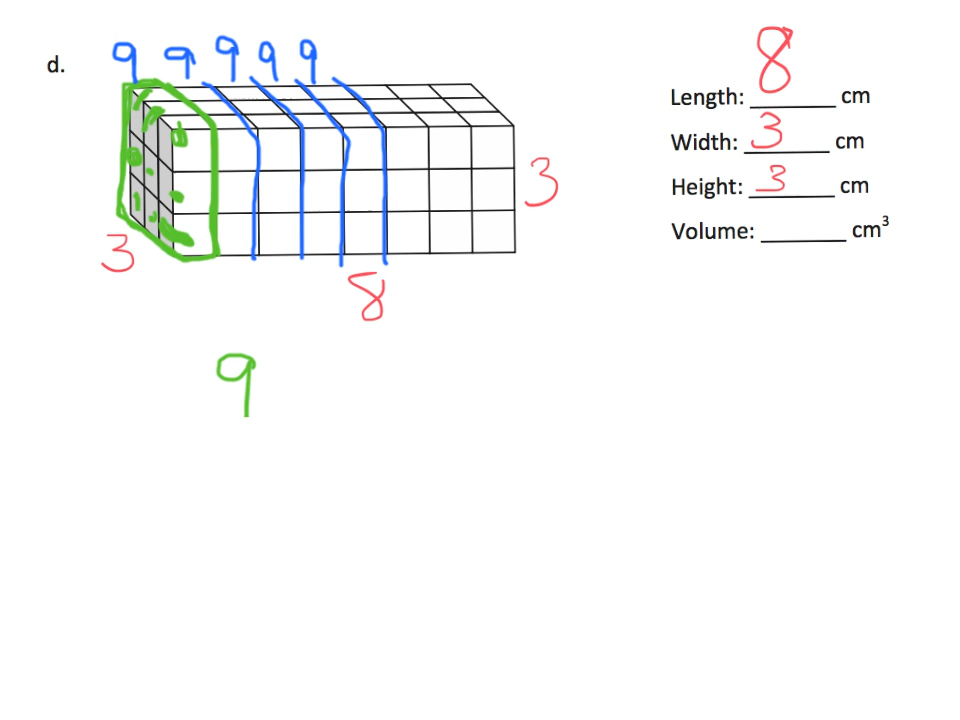 d.
9 9 9 9 9
3
3
8
9
Length: 8 cm
Width: 3 cm
Height: 3 cm
Volume: ______ cm³